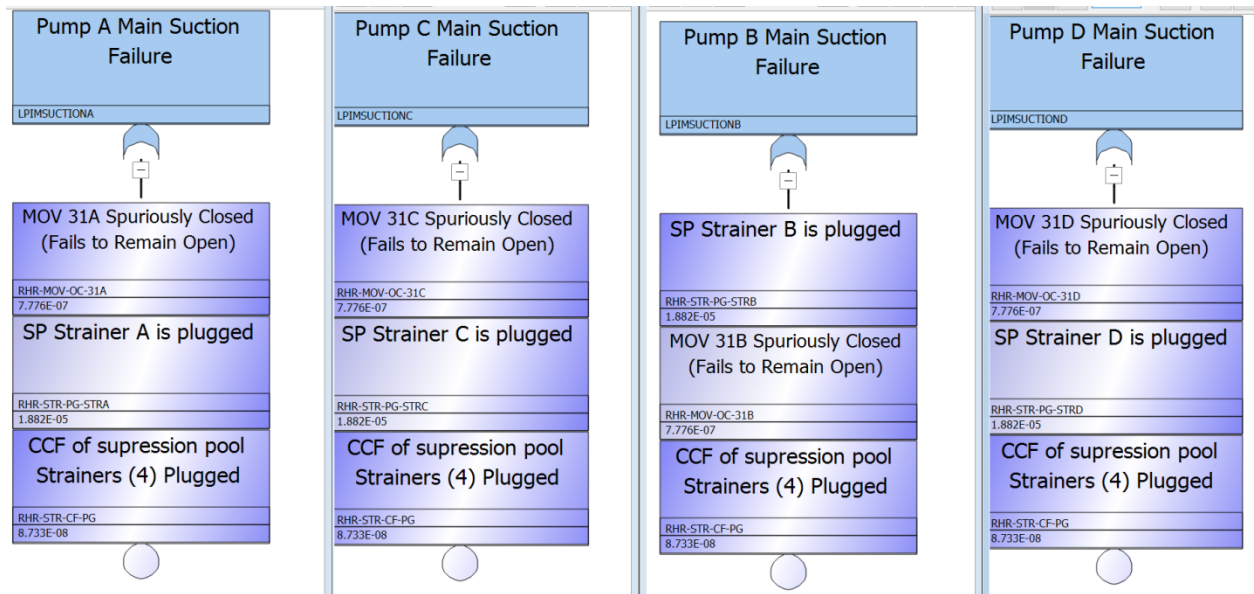 Pump A Main Suction
Failure
LPIMSUCTIONA
MOV 31A Spuriously Closed
(Fails to Remain Open)
RHR-MOV-OC-31A
7.776E-07
SP Strainer A is plugged
RHR-STR-PG-STRA
1.882E-05
CCF of supression pool
Strainers (4) Plugged
RHR-STR-CF-PG
8.733E-08
Pump C Main Suction
Failure
LPIMSUCTIONC
MOV 31C Spuriously Closed
(Fails to Remain Open)
RHR-MOV-OC-31C
7.776E-07
SP Strainer C is plugged
RHR-STR-PG-STRC
1.882E-05
CCF of supression pool
Strainers (4) Plugged
RHR-STR-CF-PG
8.733E-08
Pump B Main Suction
Failure
LPIMSUCTIONB
SP Strainer B is plugged
RHR-STR-PG-STRB
1.882E-05
MOV 31B Spuriously Closed
(Fails to Remain Open)
RHR-MOV-OC-31B
7.776E-07
CCF of supression pool
Strainers (4) Plugged
RHR-STR-CF-PG
8.733E-08
Pump D Main Suction
Failure
LPIMSUCTIOND
MOV 31D Spuriously Closed
(Fails to Remain Open)
RHR-MOV-OC-31D
7.776E-07
SP Strainer D is plugged
RHR-STR-PG-STRD
1.882E-05
CCF of supression pool
Strainers (4) Plugged
RHR-STR-CF-PG
8.733E-08